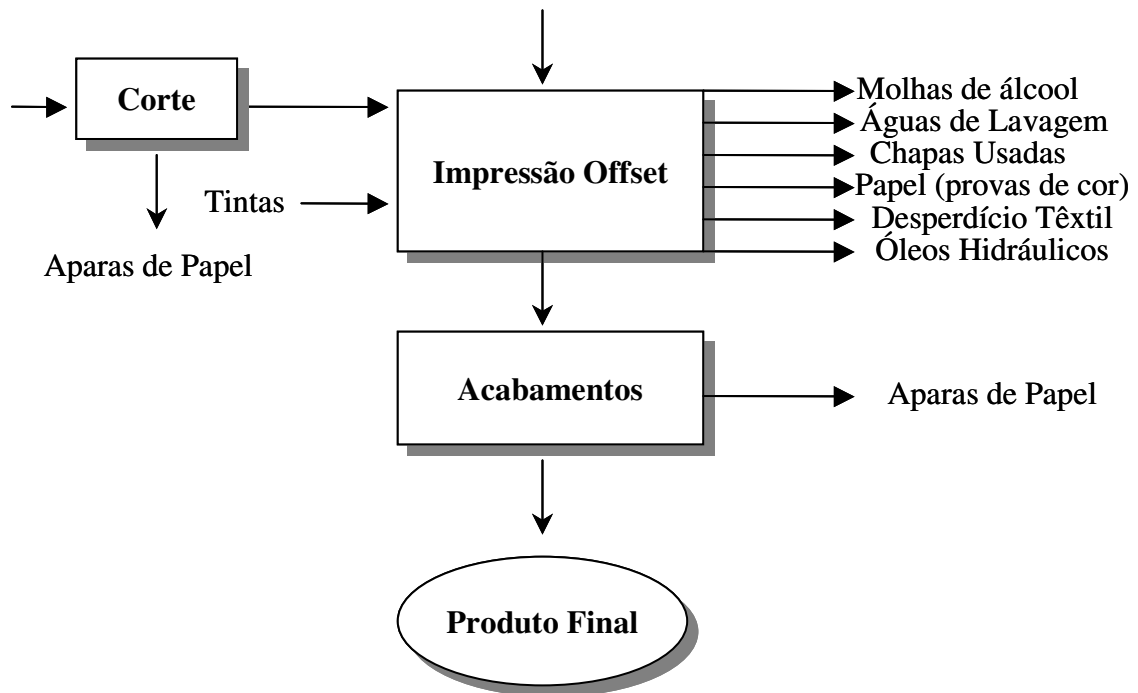 Corte
Molhas de álcool
Águas de Lavagem
Chapas Usadas
Impressão Offset
Papel (provas de cor)
Tintas
Desperdício Têxtil
Óleos Hidráulicos
Aparas de Papel
Acabamentos
Aparas de Papel
Produto Final